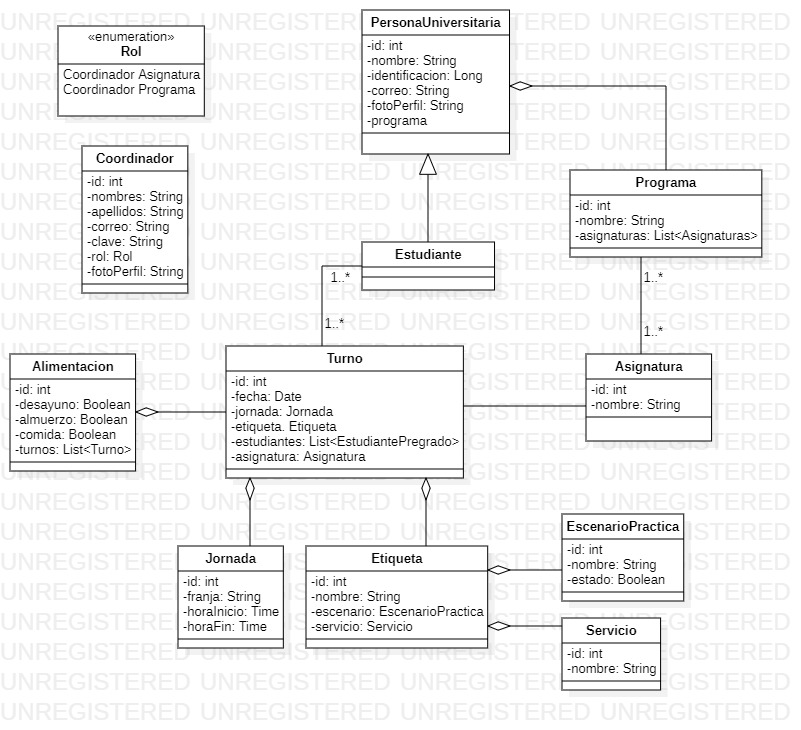 «enumeration»
Rol
Coordinador Asignatura
Coordinador Programa
PersonaUniversitaria
-id: int
-nombre: String
-identificacion: Long
-correo: String
-fotoPerfil: String
-programa
Coordinador
-id: int
-nombres: String
-apellidos: String
-correo: String
-clave: String
-rol: Rol
-fotoPerfil: String
Programa
-id: int
-nombre: String
-asignaturas: List<Asignaturas>
Estudiante
1..*
1..*
1..*
1..*
Alimentacion
-id: int
-desayuno: Boolean
-almuerzo: Boolean
-comida: Boolean
-turnos: List<Turno>
Turno
-id: int
-fecha: Date
-jornada: Jornada
-etiqueta. Etiqueta
-estudiantes: List<EstudiantePregrado>
-asignatura: Asignatura
Asignatura
-id: int
-nombre: String
Jornada
-id: int
-franja: String
-horaInicio: Time
-horaFin: Time
Etiqueta
-id: int
-nombre: String
-escenario: EscenarioPractica
-servicio: Servicio
EscenarioPractica
-id: int
-nombre: String
-estado: Boolean
Servicio
-id: int
-nombre: String
UNREGISTERED